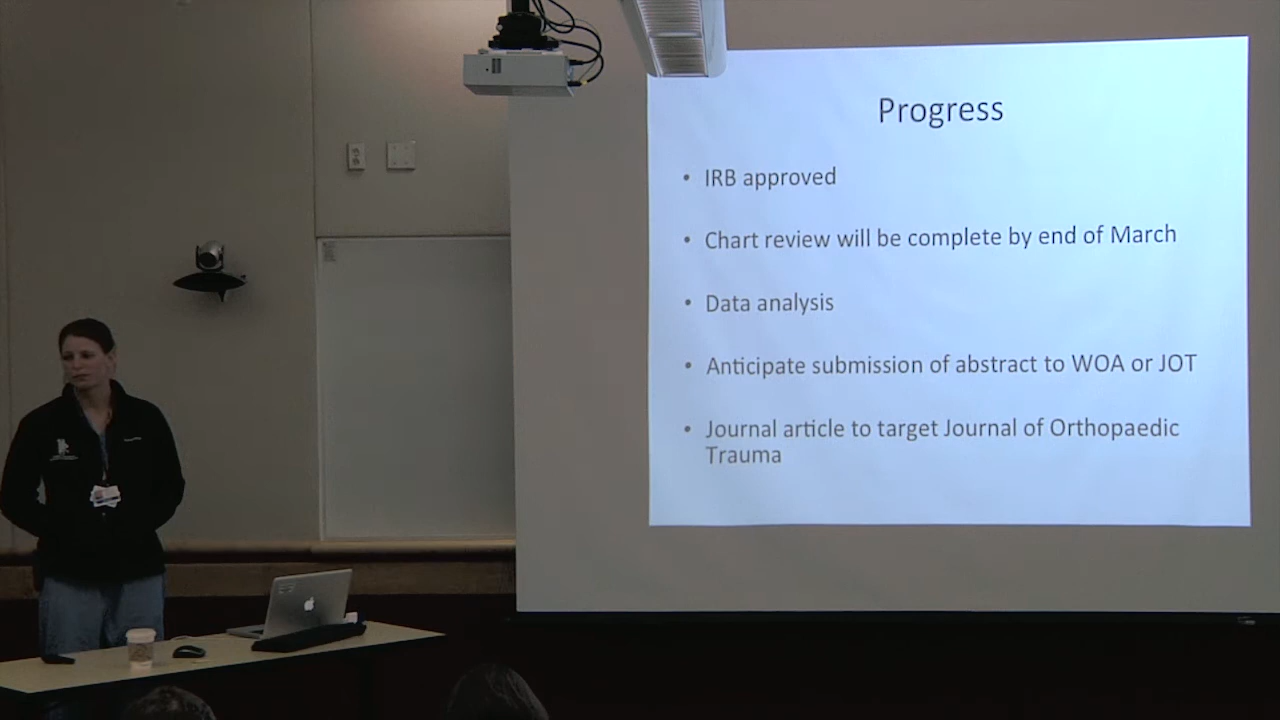 Progress
• IRB approved
• Chart review will be complete by end of March
• Data analysis
• Anticipate submission of abstract to WOA or JOT
• Journal article to target Journal of Orthopaedic
Trauma